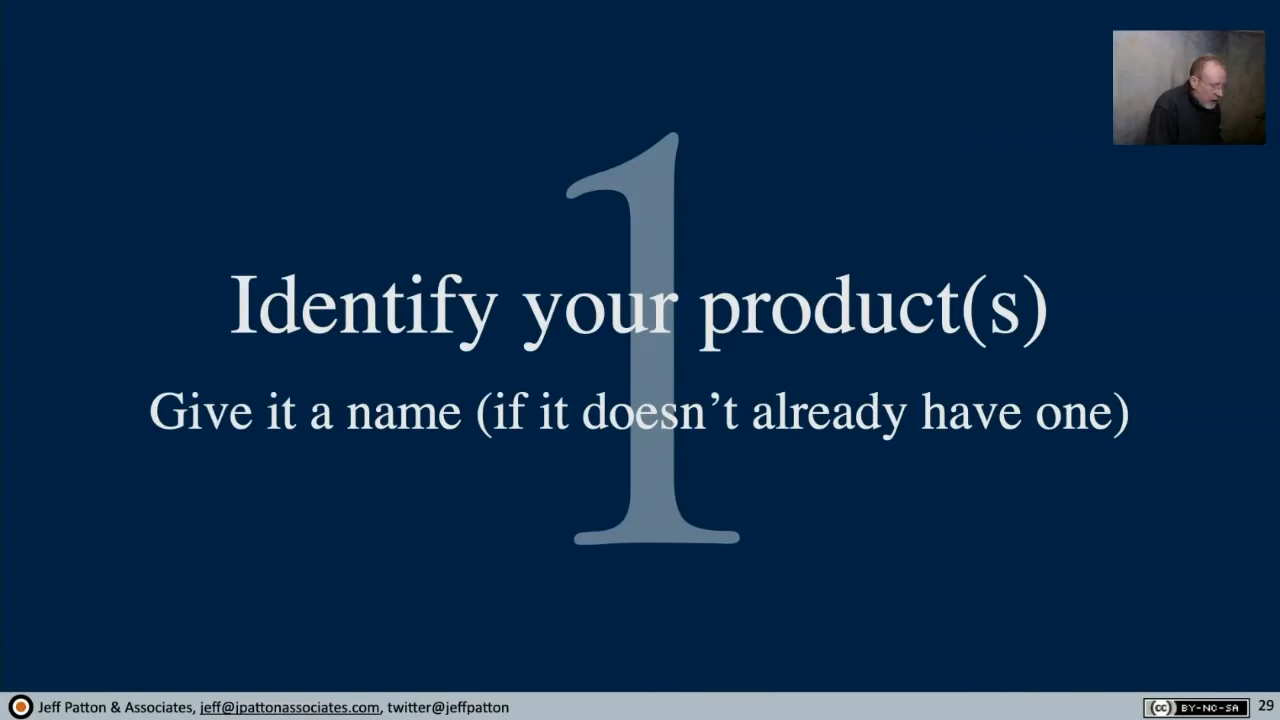 1
Identify your product(s)
Give it a name (if it doesn’t already have one)
Jeff Patton & Associates, jeff@jpattonassociates.com, twitter@jeffpatton
cc BY-NC-SA
29